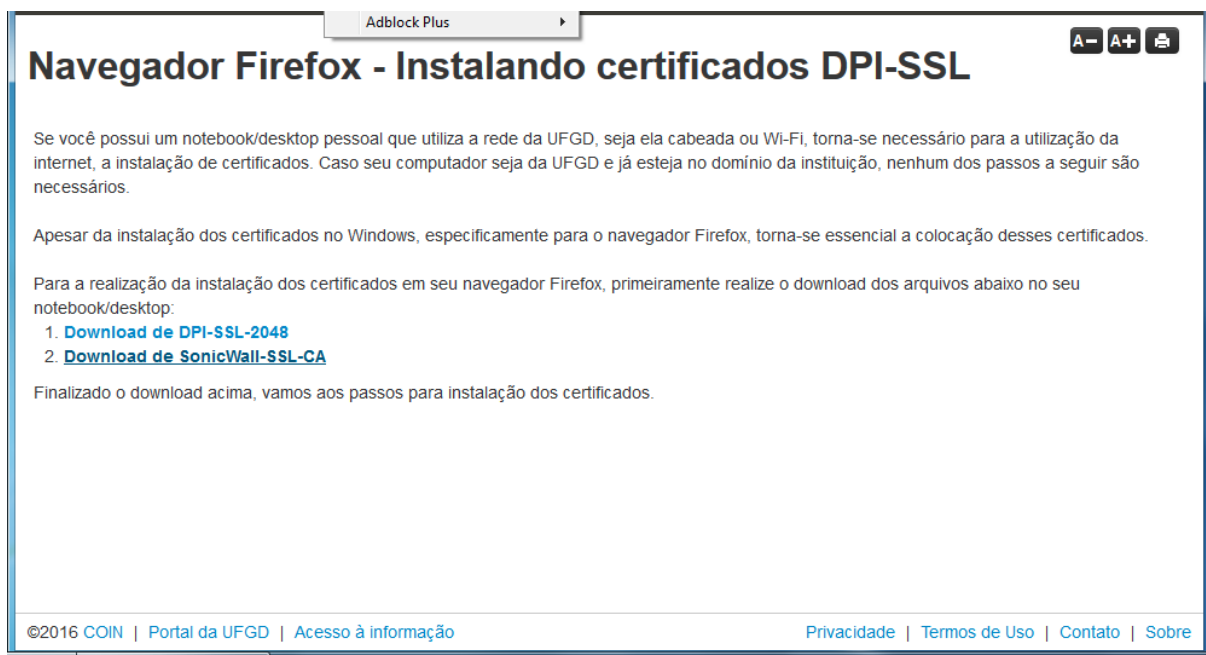 Adblock Plus
A- A+
Navegador Firefox - Instalando certificados DPI-SSL
Se você possui um notebook/desktop pessoal que utiliza a rede da UFGD, seja ela cabeada ou Wi-Fi, torna-se necessário para a utilização da
internet, a instalação de certificados. Caso seu computador seja da UFGD e já esteja no domínio da instituição, nenhum dos passos a seguir são
necessários.
Apesar da instalação dos certificados no Windows, especificamente para o navegador Firefox, torna-se essencial a colocação desses certificados.
Para a realização da instalação dos certificados em seu navegador Firefox, primeiramente realize o download dos arquivos abaixo no seu
notebook/desktop:
1. Download de DPI-SSL-2048
2. Download de SonicWall-SSL-CA
Finalizado o download acima, vamos aos passos para instalação dos certificados.
©2016 COIN | Portal da UFGD | Acesso à informação Privacidade | Termos de Uso | Contato | Sobre